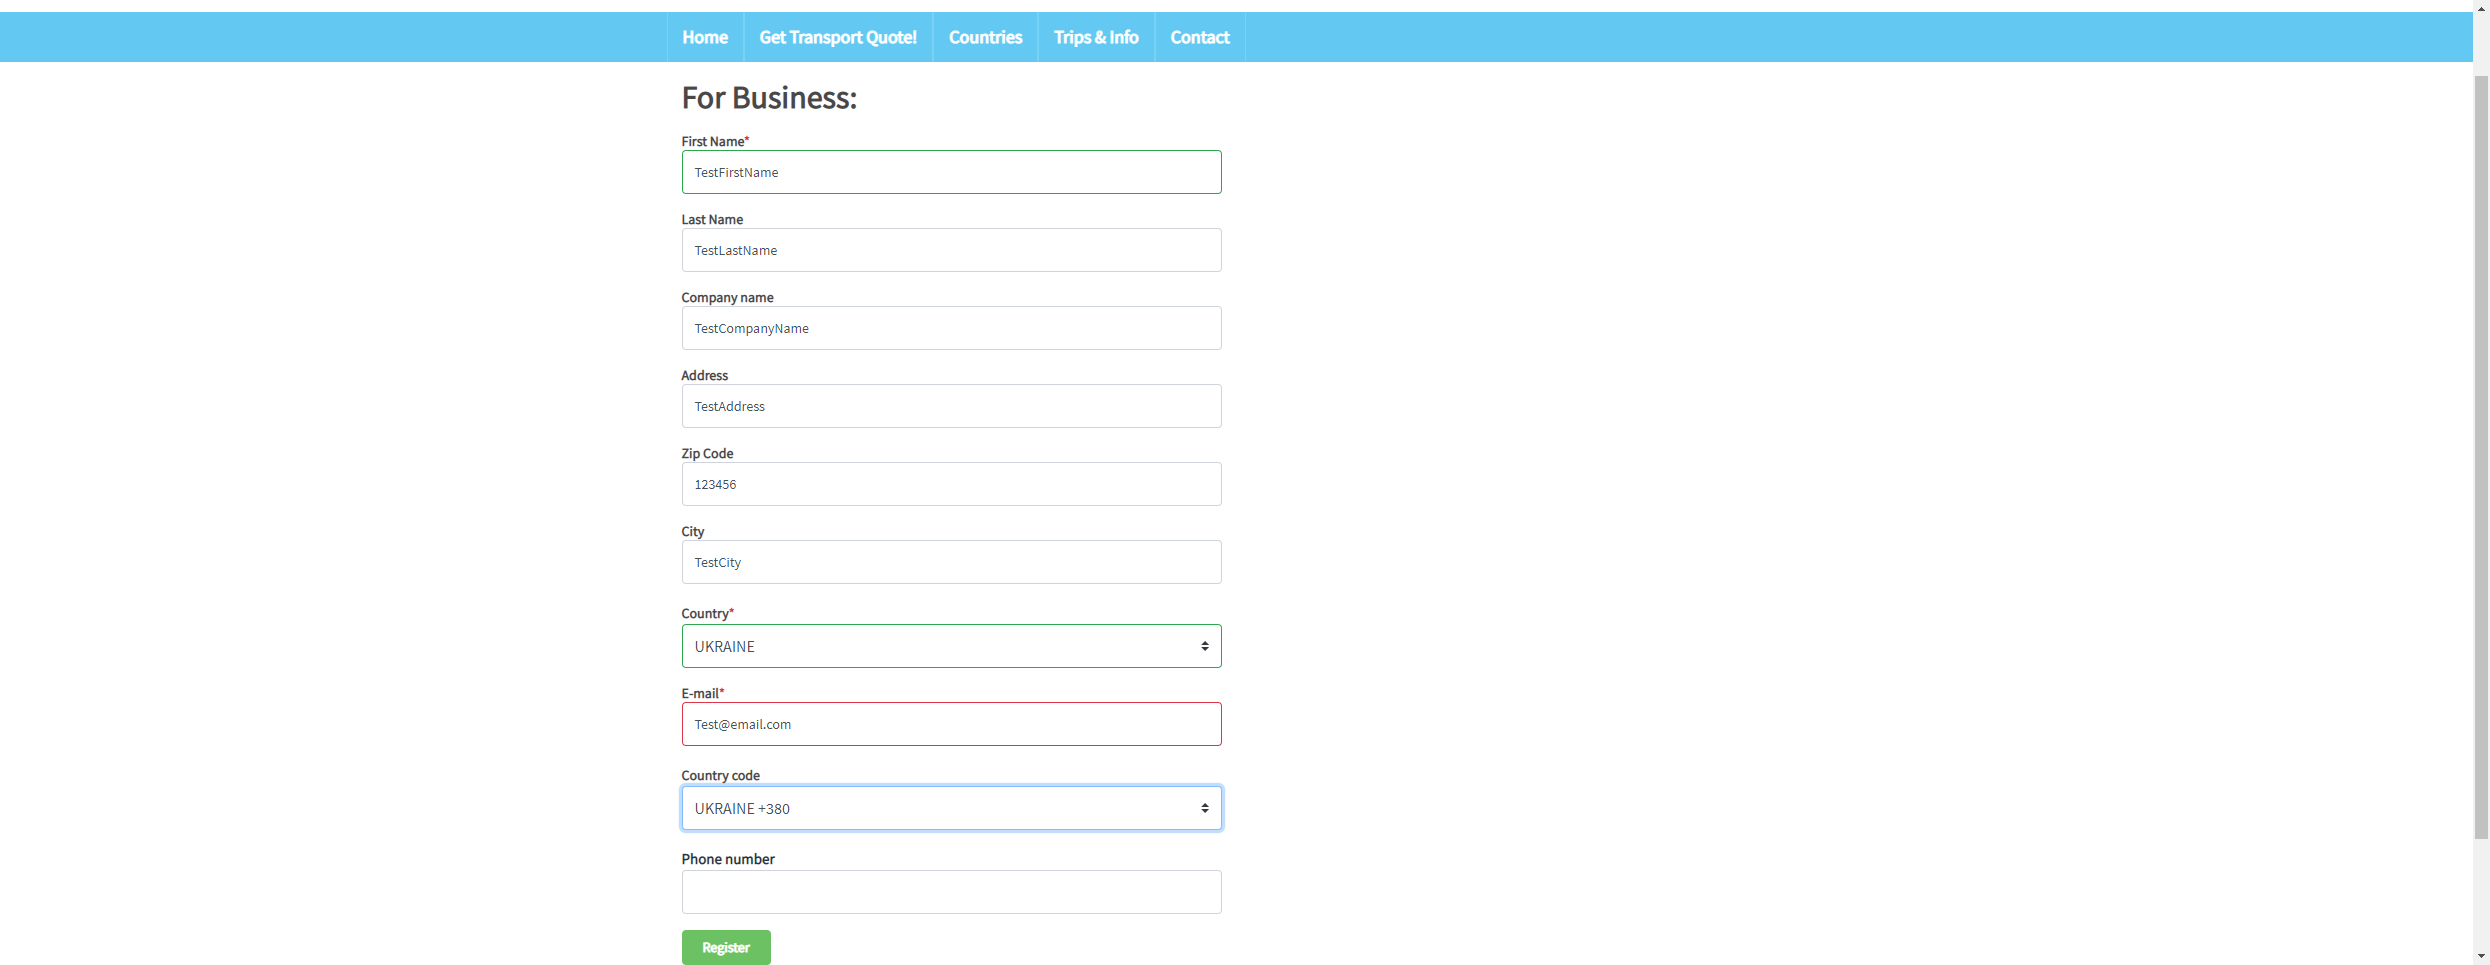 Home Get Transport Quote! Countries Trips & Info Contact
For Business:
First Name*
TestFirstName
Last Name
TestLastName
Company name
TestCompanyName
Address
TestAddress
Zip Code
123456
City
TestCity
Country*
UKRAINE
E-mail*
Test@email.com
Country code
UKRAINE +380
Phone number
Register